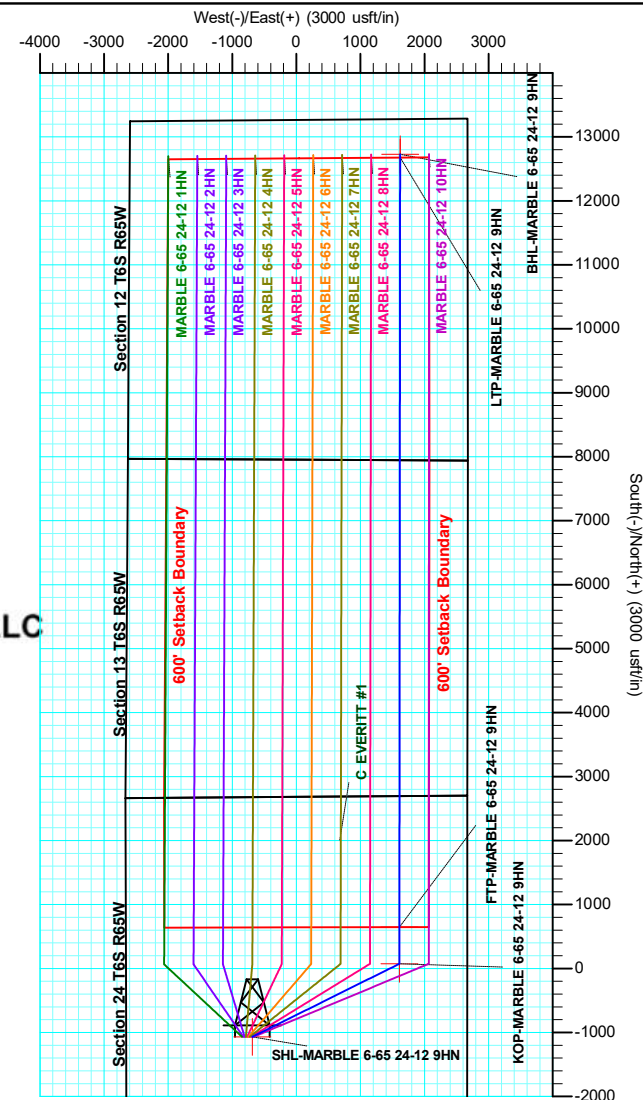 West(-)/East(+) (3000 usft/in)
-4000 -3000 -2000 -1000 0 1000 2000 3000
13000
12000
11000
10000
9000
8000
7000
6000
5000
4000
3000
2000
1000
0
-1000
-2000
South(-)/North(+) (3000 usft/in)
Section 12 T6S R65W
MARBLE 6-65 24-12 1HN
MARBLE 6-65 24-12 2HN
MARBLE 6-65 24-12 3HN
MARBLE 6-65 24-12 4HN
MARBLE 6-65 24-12 5HN
MARBLE 6-65 24-12 6HN
MARBLE 6-65 24-12 7HN
MARBLE 6-65 24-12 8HN
MARBLE 6-65 24-12 10HN
LTP-MARBLE 6-65 24-12 9HN
BHL-MARBLE 6-65 24-12 9HN
Section 13 T6S R65W
600' Setback Boundary
600' Setback Boundary
LLC
C EVERITT #1
FTP-MARBLE 6-65 24-12 9HN
Section 24 T6S R65W
KOP-MARBLE 6-65 24-12 9HN
SHL-MARBLE 6-65 24-12 9HN